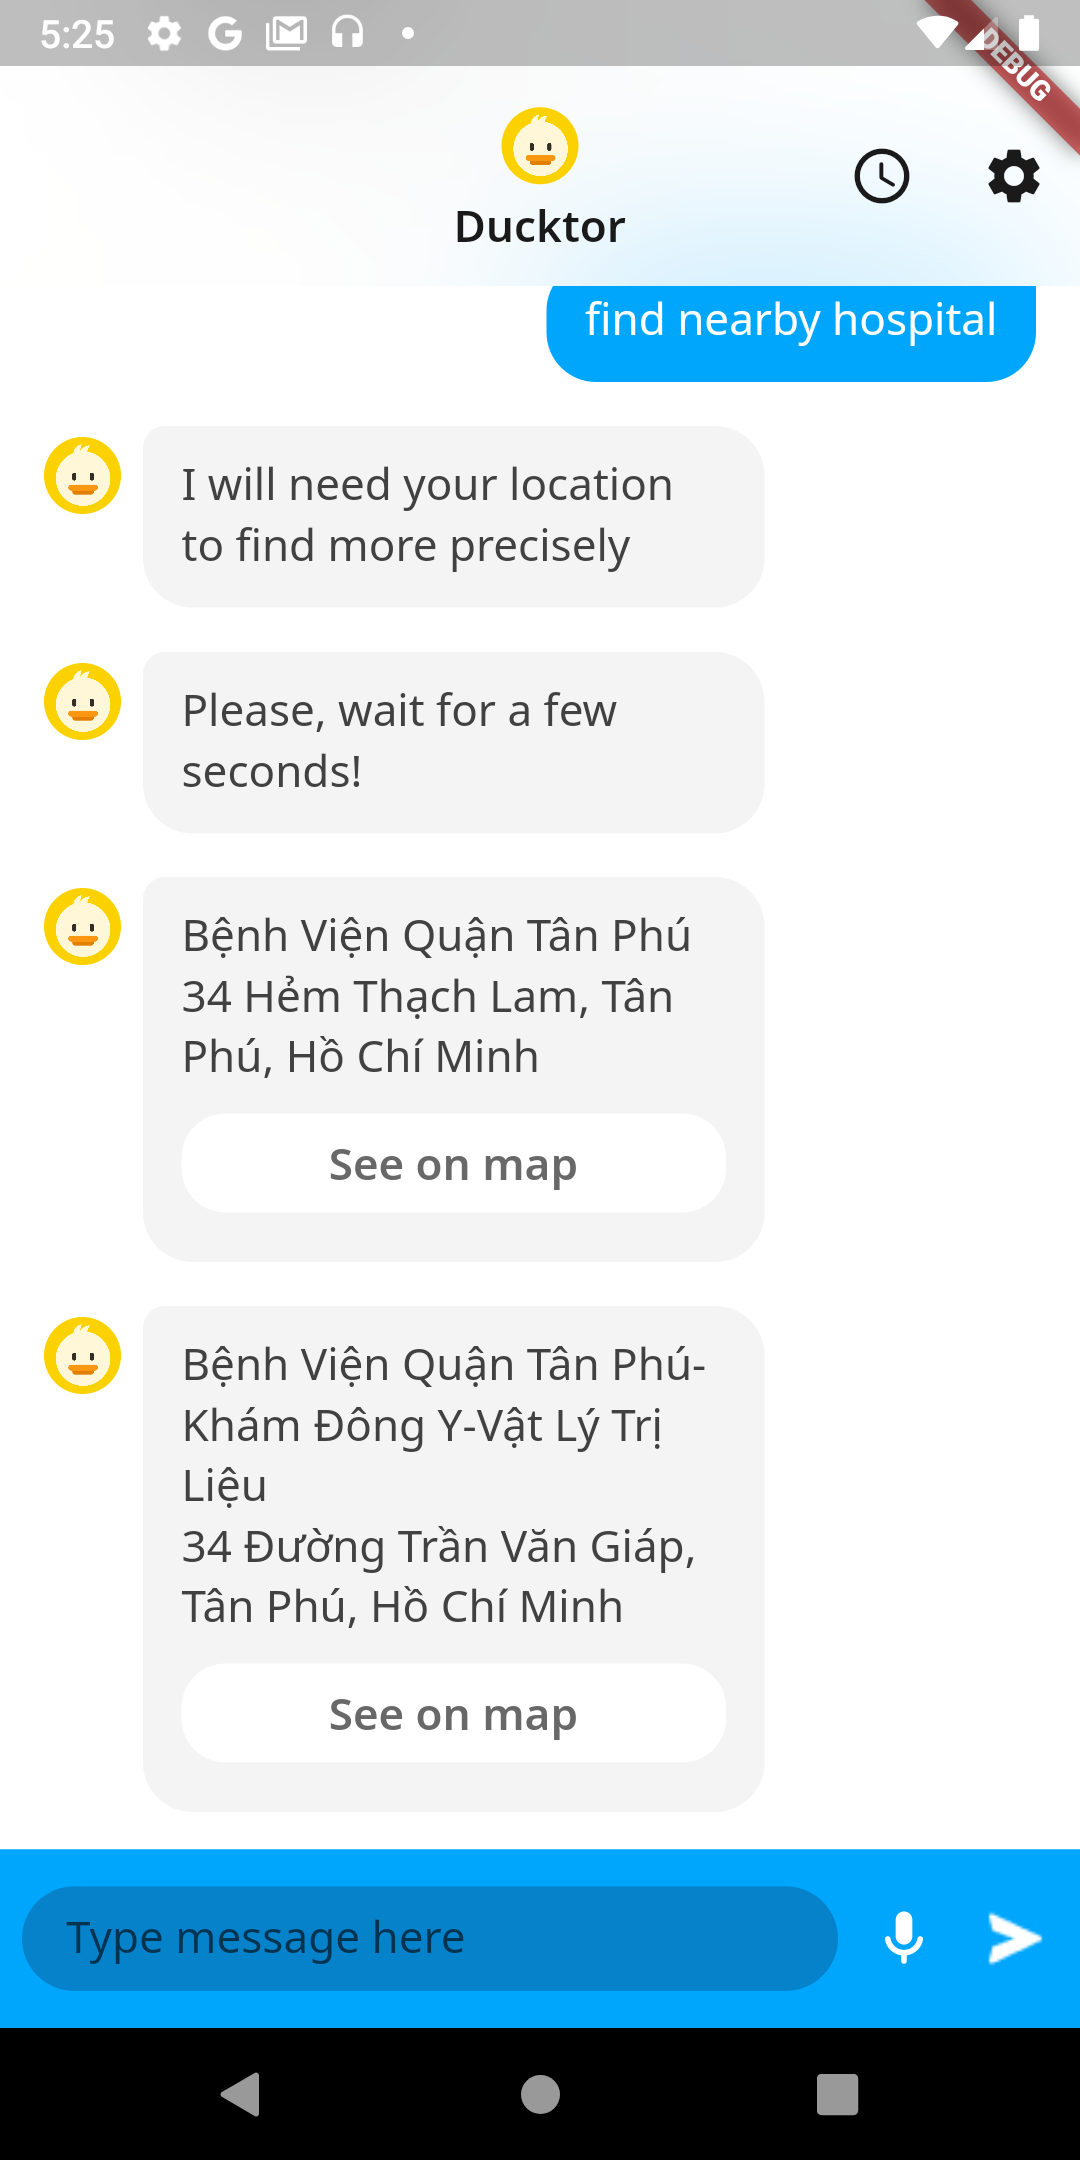 5:25
DEBUG
Ducktor
find nearby hospital
I will need your location
to find more precisely
Please, wait for a few
seconds!
Bệnh Viện Quận Tân Phú
34 Hẻm Thạch Lam, Tân
Phú, Hồ Chí Minh
See on map
Bệnh Viện Quận Tân Phú-
Khám Đông Y-Vật Lý Trị
Liệu
34 Đường Trần Văn Giáp,
Tân Phú, Hồ Chí Minh
See on map
Type message here